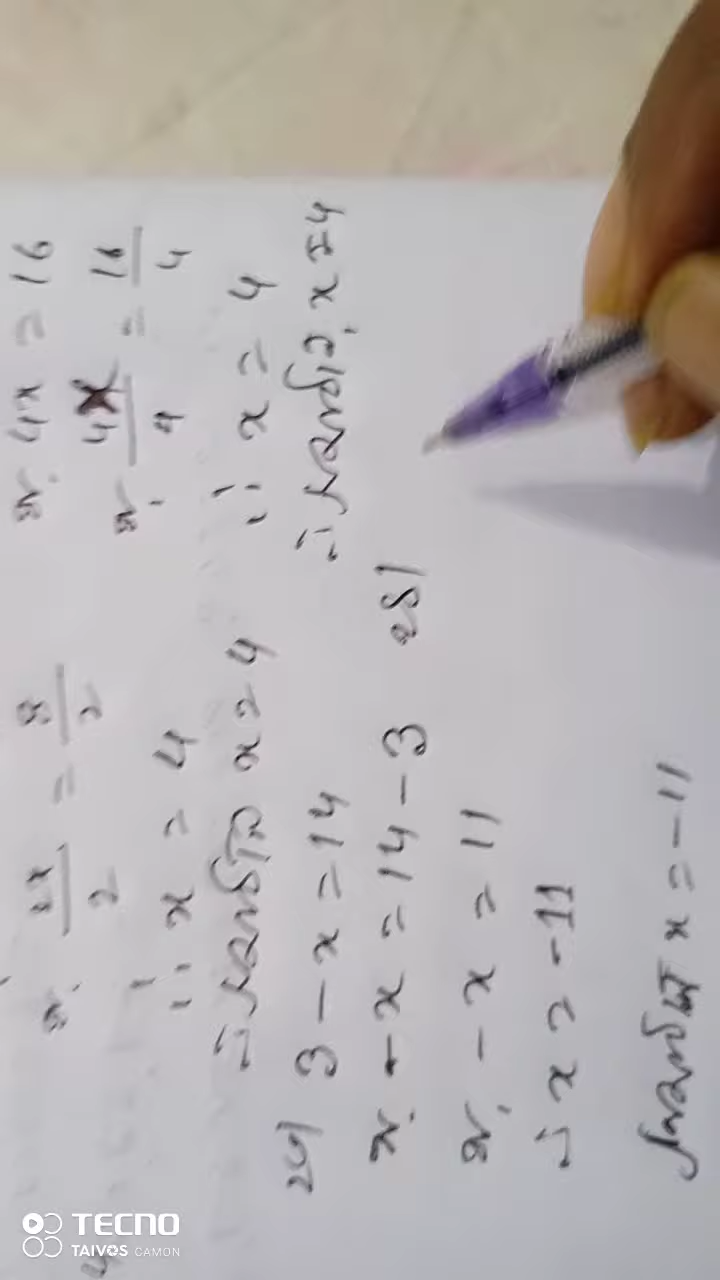 বা, 2x/2 = 8/2
∴ x = 4
∴ নির্ণেয় x = 4
২৩| 3 - x = 14
বা, - x = 14 - 3
বা, - x = 11
∴ x = -11
x = -11
বা, 4x = 16
বা, 4x/4 = 16/4
∴ x = 4
x = 4
২৪|
TECNO
TAIVOS CAMON